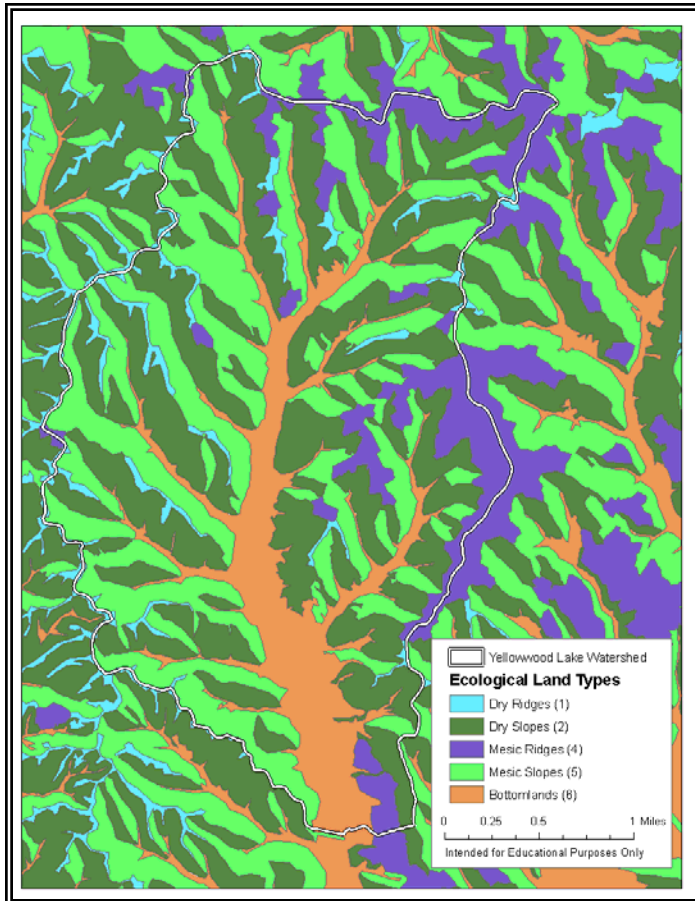 Yellowwood Lake Watershed
Ecological Land Types
Dry Ridges (1)
Dry Slopes (2)
Mesic Ridges (4)
Mesic Slopes (5)
Bottomlands (6)
0 0.25 0.5 1 Miles
Intended for Educational Purposes Only